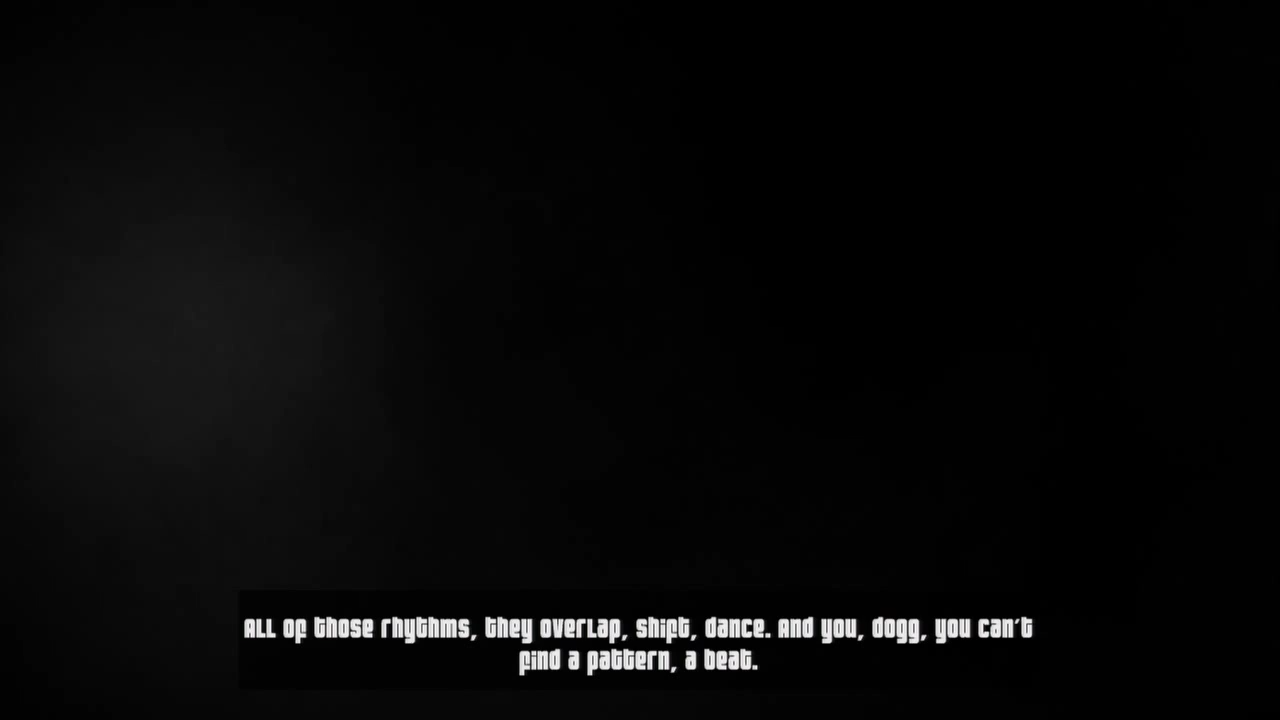 All of those rhythms, they overlap, shift, dance. And you, dogg, you can't
find a pattern, a beat.